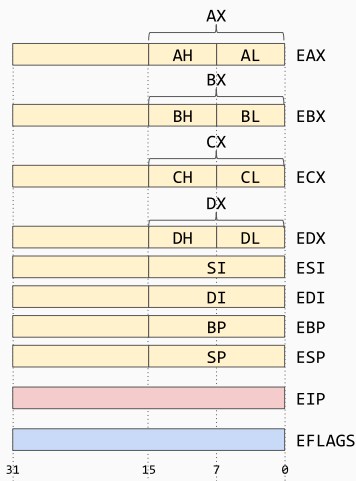 AX
AH AL EAX
BX
BH BL EBX
CX
CH CL ECX
DX
DH DL EDX
SI ESI
DI EDI
BP EBP
SP ESP
EIP
EFLAGS
31 15 7 0